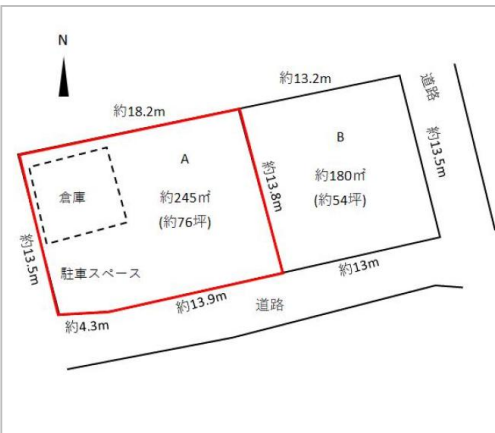 N
約18.2m
約13.2m
道路
約13.5m
A
約245㎡
(約76坪)
倉庫
駐車スペース
約13.5m
約13.8m
B
約180㎡
(約54坪)
約4.3m
約13.9m
約13m
道路